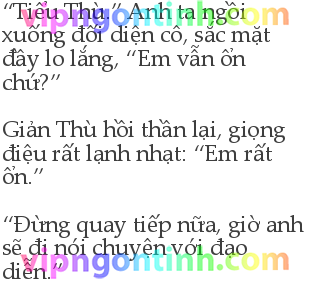 “Tiểu Thù.” Anh ta ngồi
xuống đối diện cô, sắc mặt
đầy lo lắng, “Em vẫn ổn
chứ?”
Giản Thù hồi thần lại, giọng
điệu rất lạnh nhạt: “Em rất
ổn.”
“Đừng quay tiếp nữa, giờ anh
sẽ đi nói chuyện với đạo
diễn.”
vipngontinh.com
vipngontinh.com